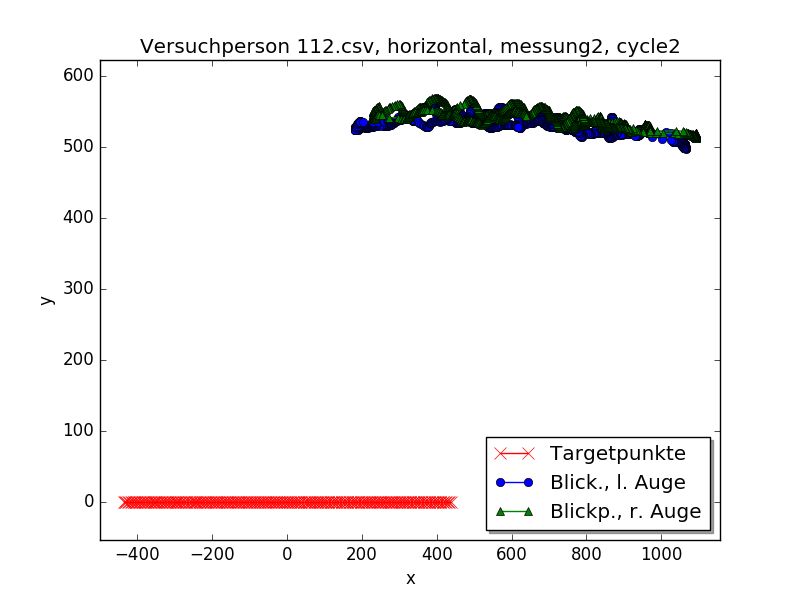 Versuchperson 112.csv, horizontal, messung2, cycle2
600
500
400
300
200
100
0
y
−400 −200 0 200 400 600 800 1000
x
Targetpunkte
Blick., l. Auge
Blickp., r. Auge